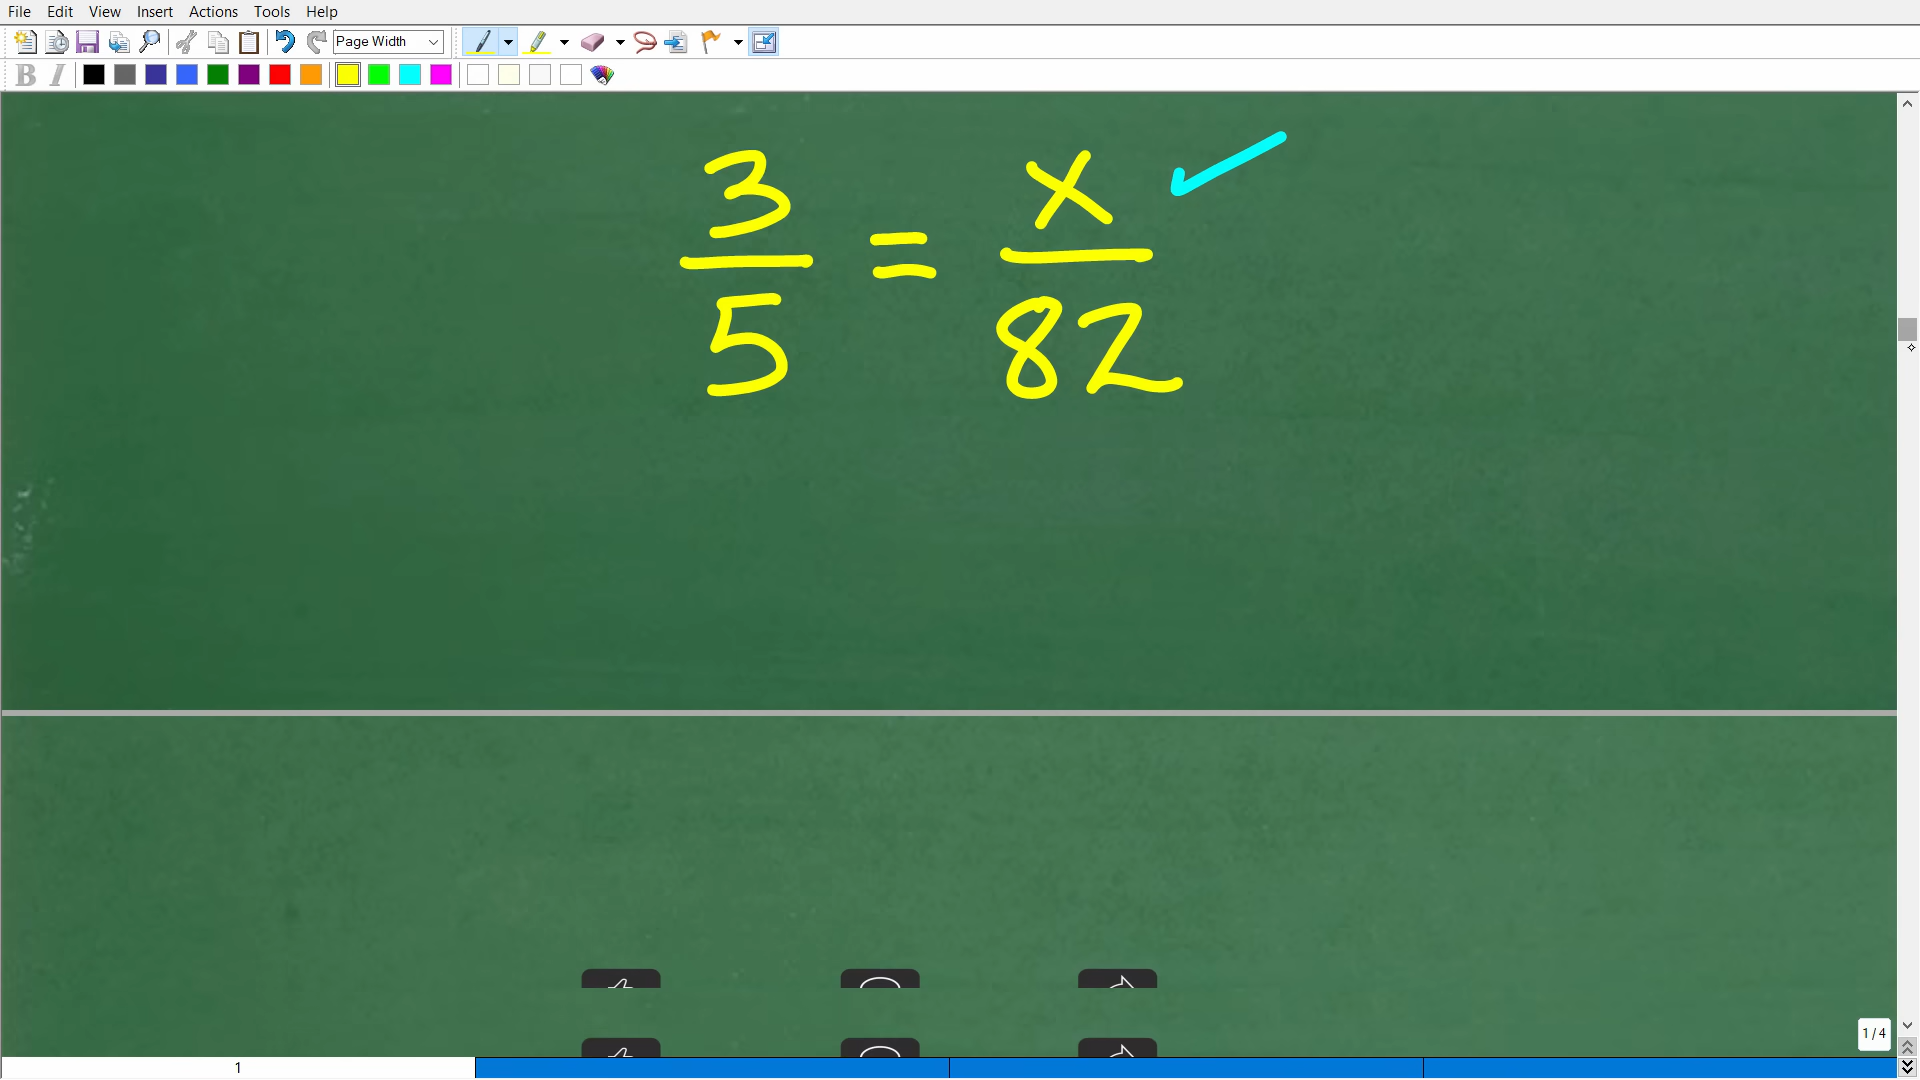 File Edit View Insert Actions Tools Help
Page Width
B I
3/5 = x/82
1 / 4
1